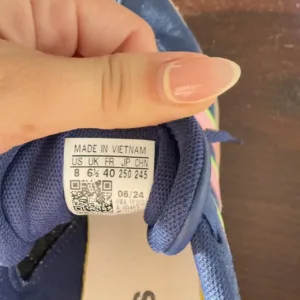 MADE IN VIETNAM
US UK FR JP CHN
8 6½ 40 250 245
06/24
S